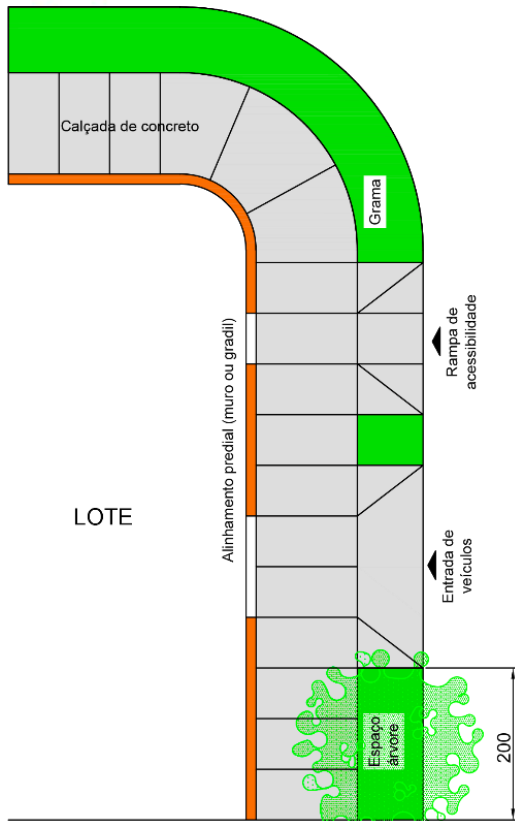 Calçada de concreto
Grama
Alinhamento predial (muro ou gradil)
Rampa de
acessibilidade
LOTE
Entrada de
veículos
Espaço
árvore
200